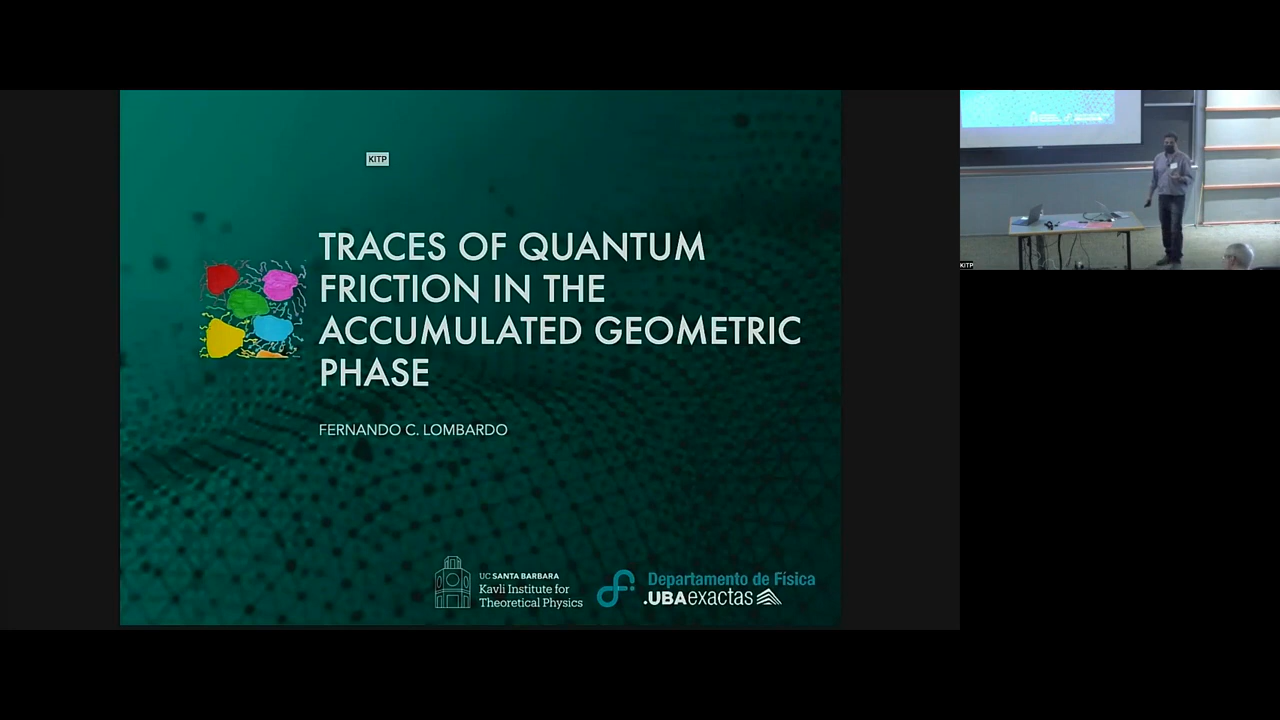 KITP
TRACES OF QUANTUM
FRICTION IN THE
ACCUMULATED GEOMETRIC
PHASE
FERNANDO C. LOMBARDO
UC SANTA BARBARA
Kavli Institute for
Theoretical Physics
Departamento de Física
.UBAexactas
KITP